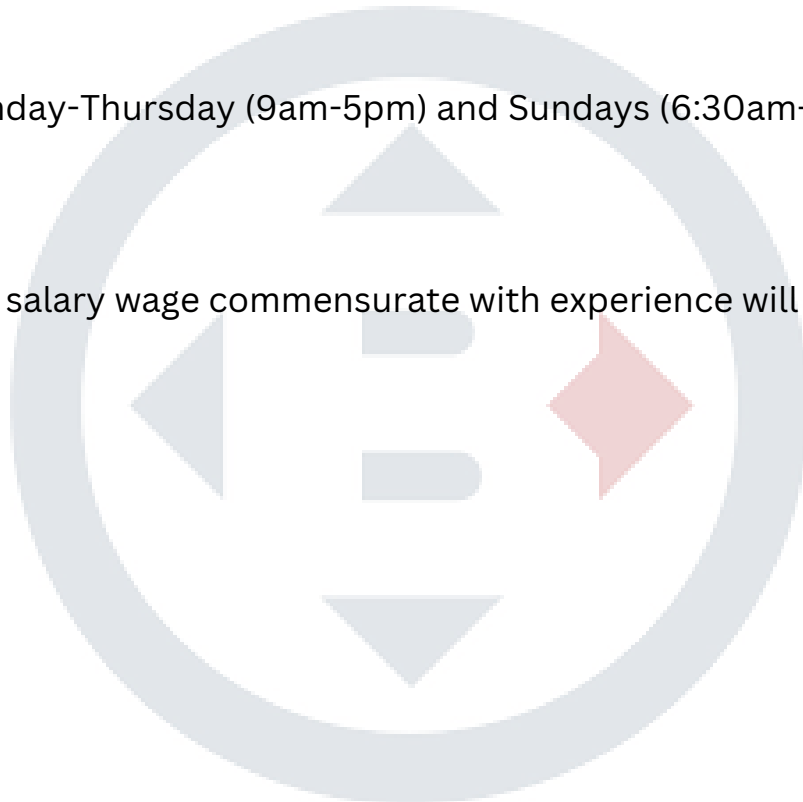 nday-Thursday (9am-5pm) and Sundays (6:30am-
salary wage commensurate with experience will